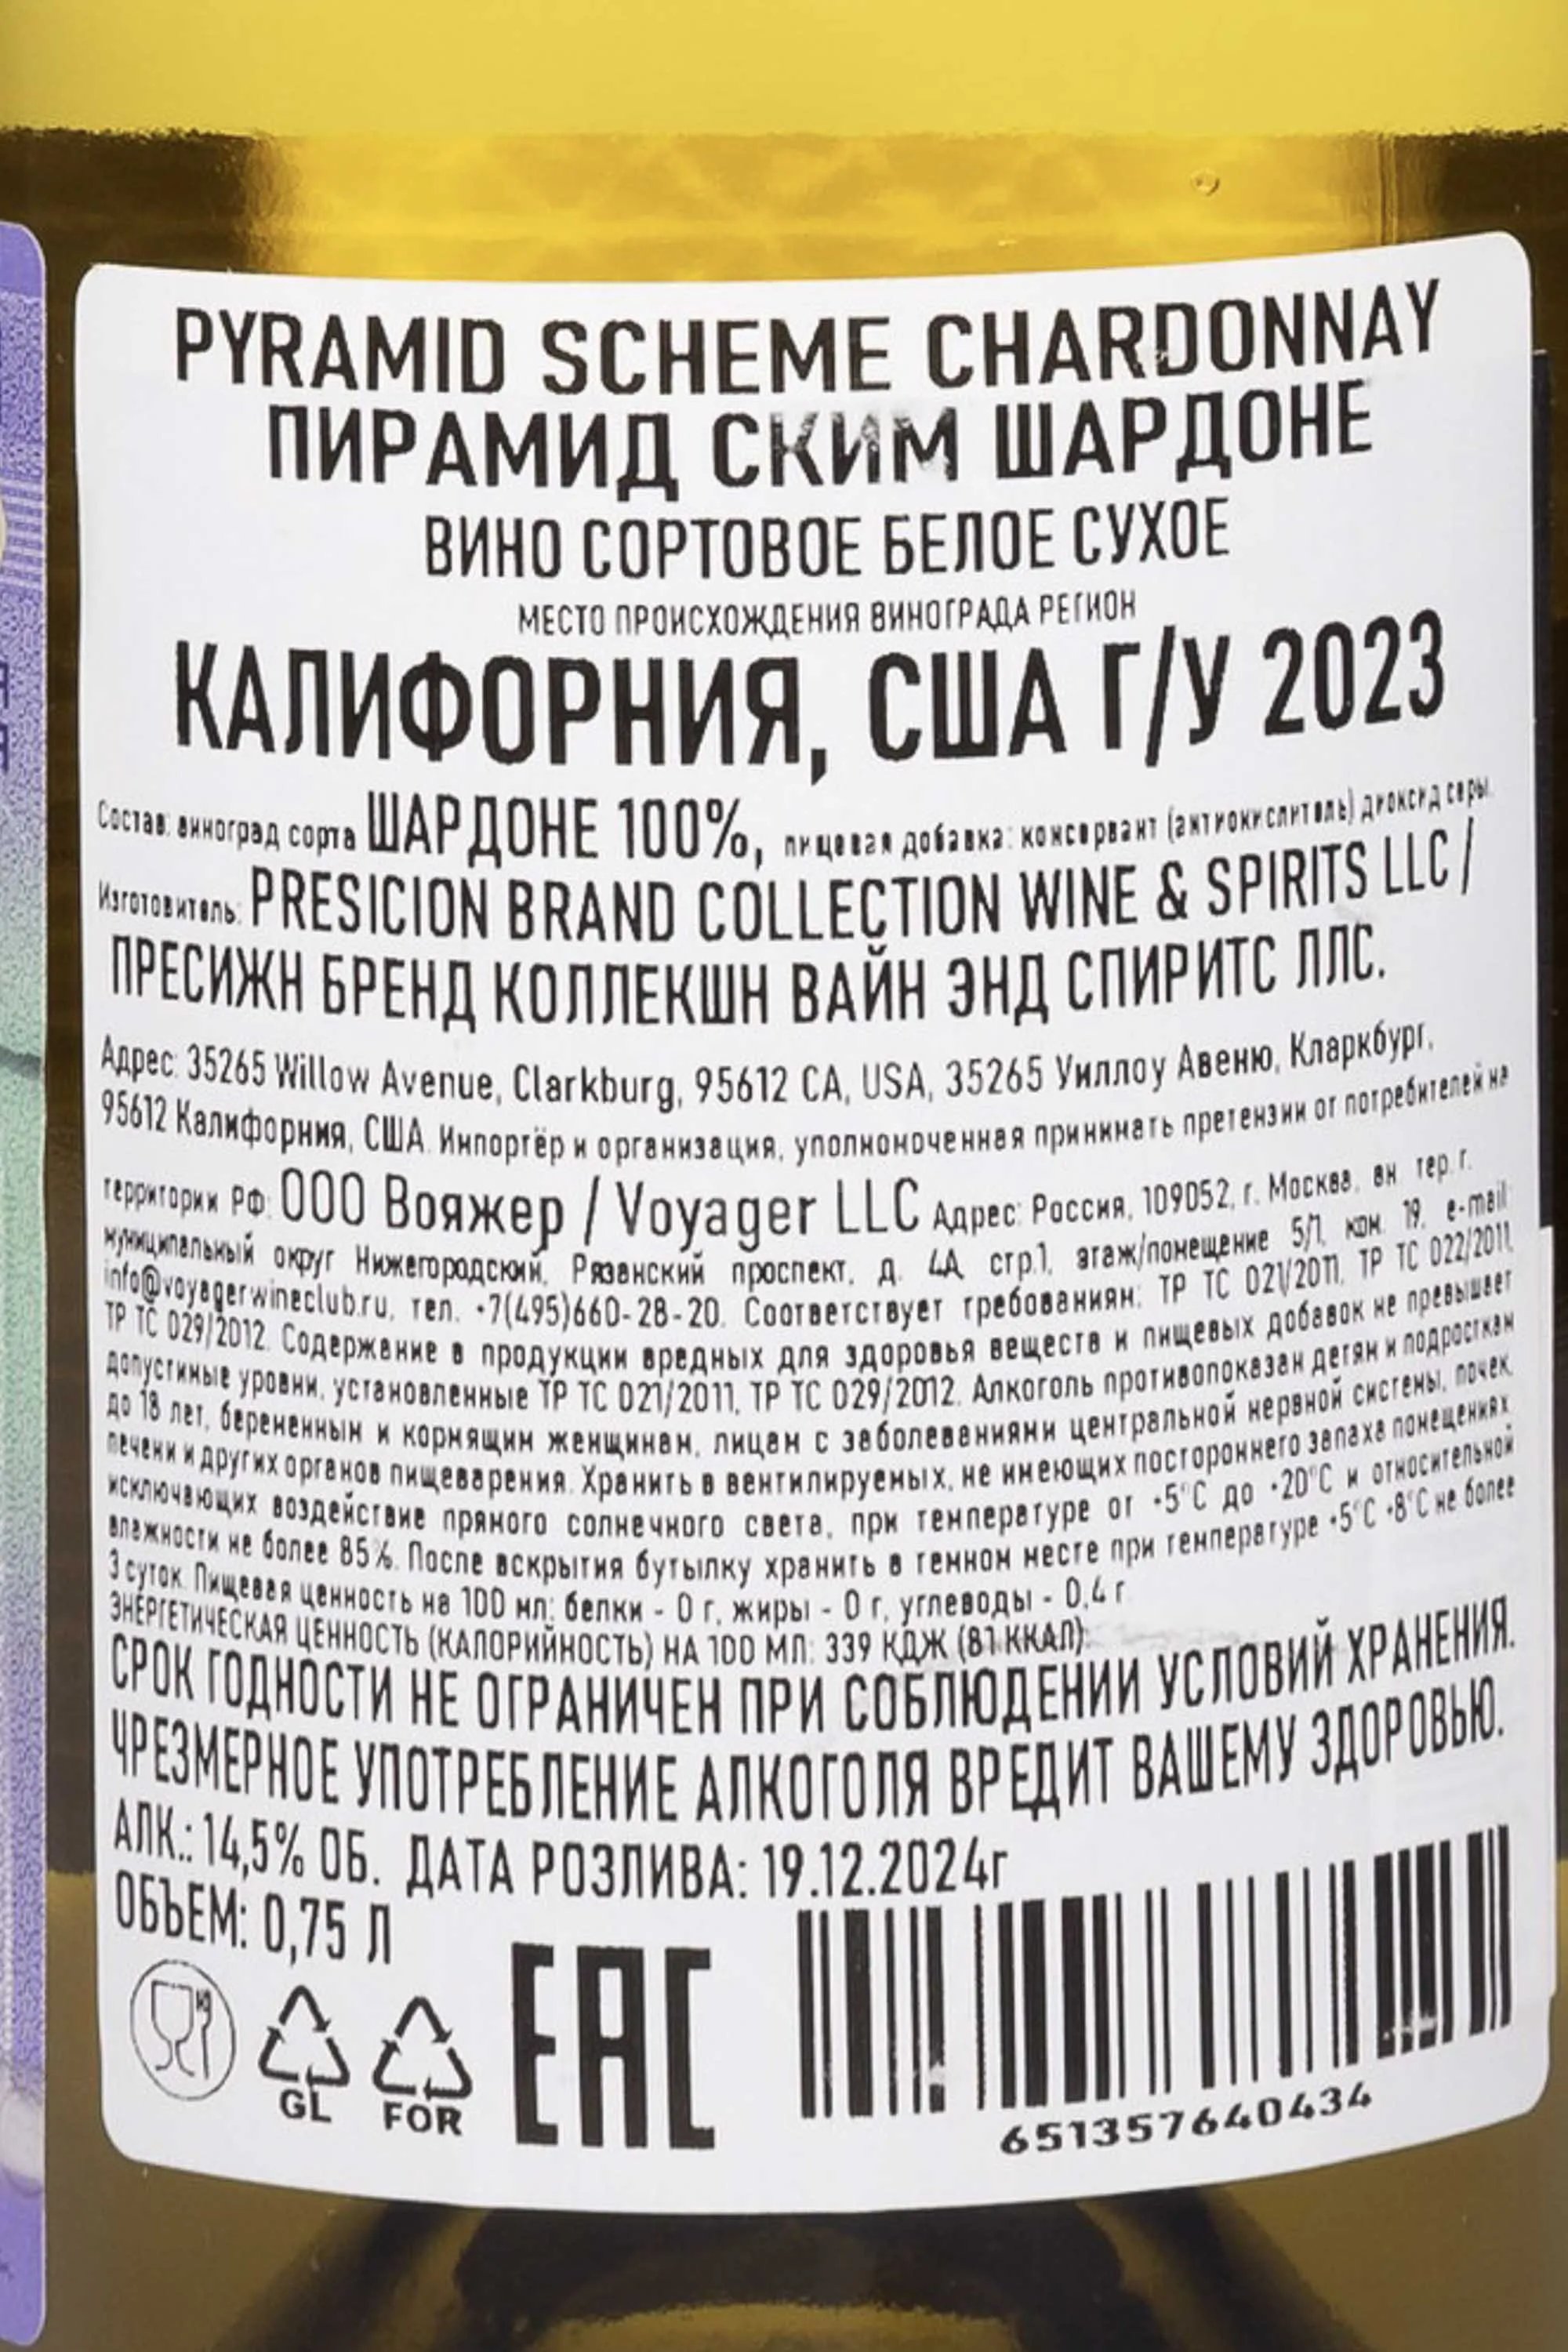 PYRAMID SCHEME CHARDONNAY
ПИРАМИД СКИМ ШАРДОНЕ
ВИНО СОРТОВОЕ БЕЛОЕ СУХОЕ
МЕСТО ПРОИСХОЖДЕНИЯ ВИНОГРАДА РЕГИОН
КАЛИФОРНИЯ, США Г/У 2023
Состав: виноград сорта ШАРДОНЕ 100%, пищевая добавка: консервант (антиокислитель) диоксид серы.
Изготовитель: PRESICION BRAND COLLECTION WINE & SPIRITS LLC /
ПРЕСИЖН БРЕНД КОЛЛЕКШН ВАЙН ЭНД СПИРИТС ЛЛС.
Адрес: 35265 Willow Avenue, Clarkburg, 95612 CA, USA, 35265 Уиллоу Авеню, Кларкбург,
95612 Калифорния, США. Импортёр и организация, уполномоченная принимать претензии от потребителей на
территории РФ: ООО Вояжер / Voyager LLC Адрес: Россия, 109052, г. Москва, вн. тер. г.
муниципальный округ Нижегородский, Рязанский проспект, д. 4А, стр.1, этаж/помещение 5/1, ком. 19, e-mail:
info@voyagerwineclub.ru, тел. +7(495)660-28-20. Соответствует требованиям: ТР ТС 021/2011, ТР ТС 022/2011,
ТР ТС 029/2012. Содержание в продукции вредных для здоровья веществ и пищевых добавок не превышает
допустимые уровни, установленные ТР ТС 021/2011, ТР ТС 029/2012. Алкоголь противопоказан детям и подросткам
до 18 лет, беременным и кормящим женщинам, лицам с заболеваниями центральной нервной системы, почек,
печени и других органов пищеварения. Хранить в вентилируемых, не имеющих постороннего запаха помещениях,
исключающих воздействие прямого солнечного света, при температуре от +5°С до +20°С и относительной
влажности не более 85%. После вскрытия бутылку хранить в темном месте при температуре +5°С +8°С не более
3 суток. Пищевая ценность на 100 мл: белки - 0 г, жиры - 0 г, углеводы - 0,4 г
ЭНЕРГЕТИЧЕСКАЯ ЦЕННОСТЬ (КАЛОРИЙНОСТЬ) НА 100 МЛ: 339 КДЖ (81 ККАЛ).
СРОК ГОДНОСТИ НЕ ОГРАНИЧЕН ПРИ СОБЛЮДЕНИИ УСЛОВИЙ ХРАНЕНИЯ.
ЧРЕЗМЕРНОЕ УПОТРЕБЛЕНИЕ АЛКОГОЛЯ ВРЕДИТ ВАШЕМУ ЗДОРОВЬЮ.
АЛК.: 14,5% ОБ. ДАТА РОЗЛИВА: 19.12.2024г
ОБЪЕМ: 0,75 Л
GL
FOR
EAC
651357640434